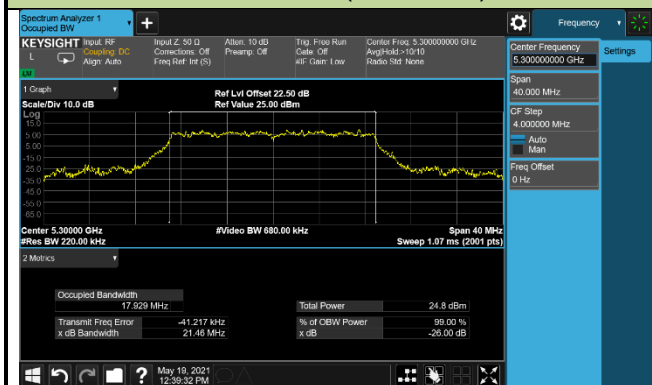 Spectrum Analyzer 1
Occupied BW
Frequency
KEYSIGHT
L
Input: RF
Coupling: DC
Align: Auto
Input Z: 50 Ω
Corrections: Off
Freq Ref: Int (S)
Atten: 10 dB
Preamp: Off
Trig: Free Run
Gate: Off
#IF Gain: Low
Center Freq: 5.300000000 GHz
Avg|Hold:>10/10
Radio Std: None
Center Frequency
5.300000000 GHz
Settings
Span
40.000 MHz
CF Step
4.000000 MHz
Auto
Man
Freq Offset
0 Hz
1 Graph
Scale/Div 10.0 dB
Ref Lvl Offset 22.50 dB
Ref Value 25.00 dBm
Log
15.0
5.00
-5.00
-15.0
-25.0
-35.0
-45.0
-55.0
-65.0
Center 5.30000 GHz
#Video BW 680.00 kHz
Span 40 MHz
#Res BW 220.00 kHz
Sweep 1.07 ms (2001 pts)
2 Metrics
Occupied Bandwidth
17.929 MHz
Total Power 24.8 dBm
Transmit Freq Error -41.217 kHz
% of OBW Power 99.00 %
x dB Bandwidth 21.46 MHz
x dB -26.00 dB
?
May 19, 2021
12:39:32 PM